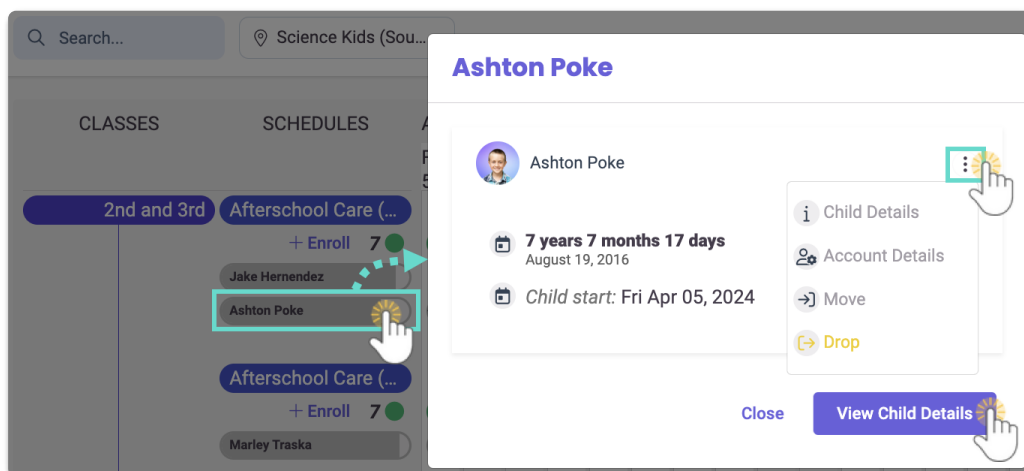 Search...
Science Kids (Sou...
CLASSES
SCHEDULES
2nd and 3rd
Afterschool Care (...
+ Enroll 7
Jake Hernendez
Ashton Poke
Afterschool Care (...
+ Enroll 7
Marley Traska
Ashton Poke
Ashton Poke
7 years 7 months 17 days
August 19, 2016
Child start: Fri Apr 05, 2024
Child Details
Account Details
Move
Drop
Close
View Child Details